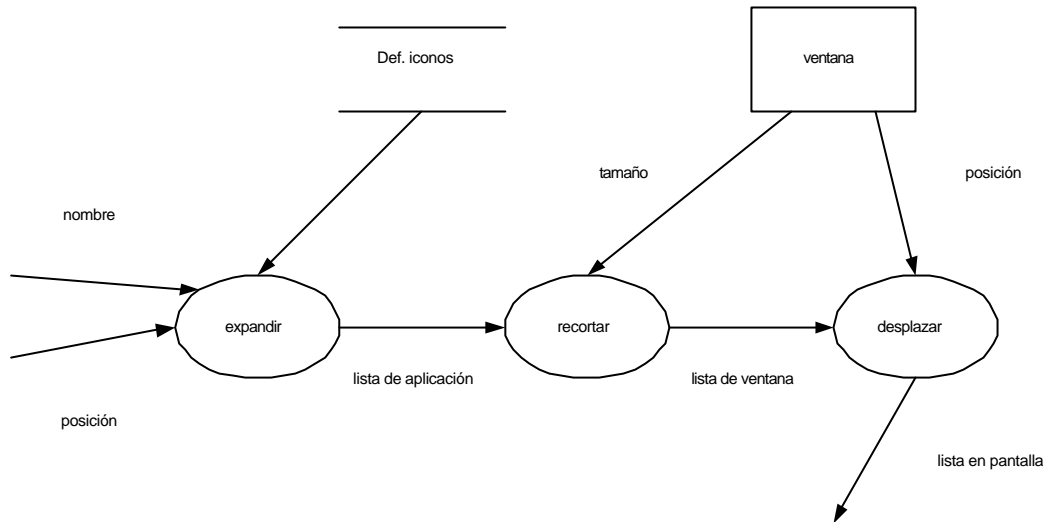 Def. iconos
ventana
tamaño
posición
nombre
expandir
recortar
desplazar
lista de aplicación
lista de ventana
posición
lista en pantalla